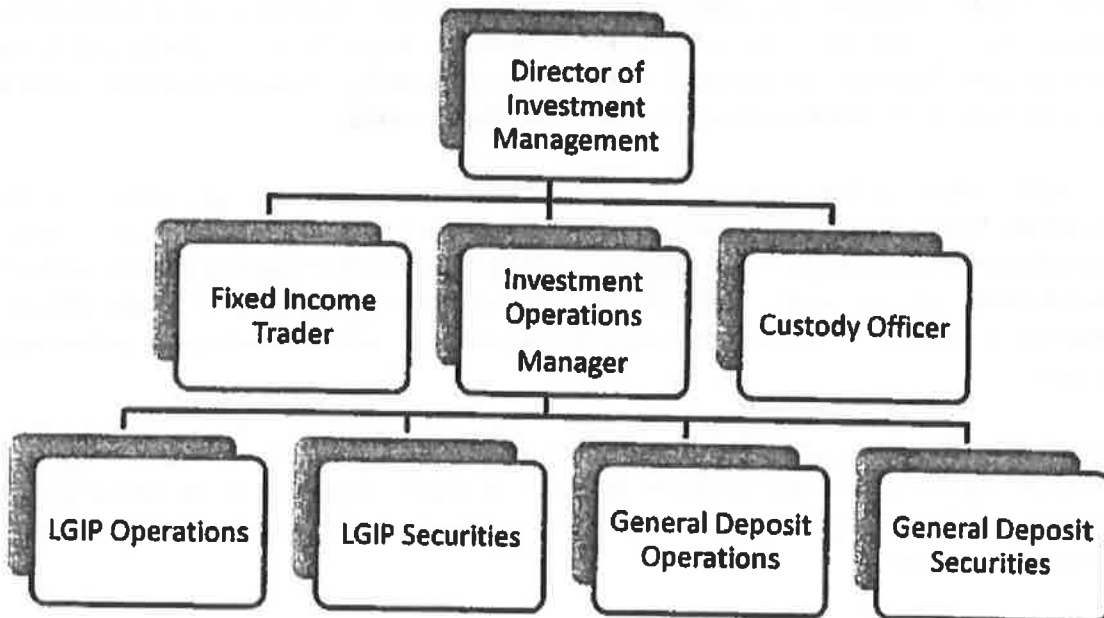 Director of
Investment
Management
Fixed Income
Trader
Investment
Operations
Manager
Custody Officer
LGIP Operations
LGIP Securities
General Deposit
Operations
General Deposit
Securities